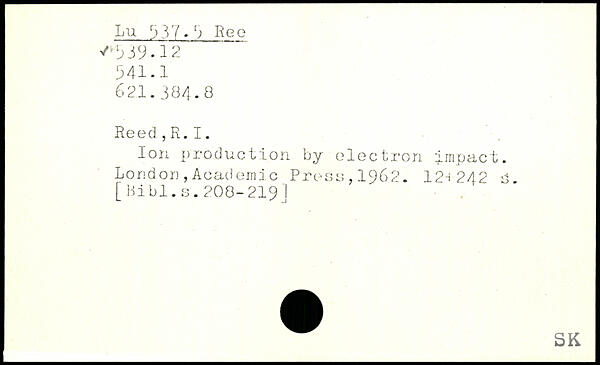 Lu 537.5 Ree
✓539.12
541.1
621.384.8
Reed,R.I.
Ion production by electron impact.
London,Academic Press,1962. 12+242 s.
[Bibl.s.208-219]
SK